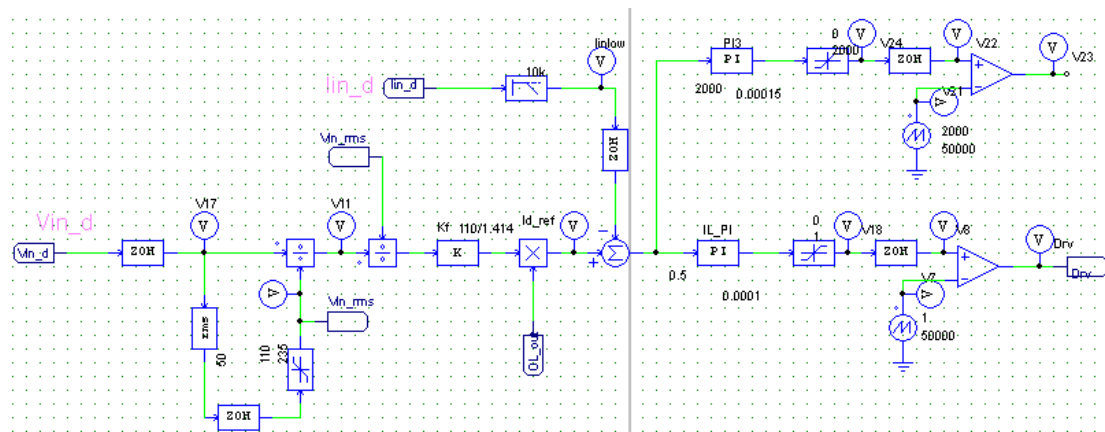 PI3
0
2000
V24
V22
V23
Iinlow
10k
Iin_d
Iin_d
PI
ZOH
2000
0.00015
V21
ZOH
2000
50000
Vin_rms
Vin_d
V17
V11
Kf
110/1.414
Id_ref
IL_PI
0
1
V18
V8
Drv
Vin_d
ZOH
K
PI
ZOH
Drv
0.5
0.0001
V7
Vin_rms
rms
50
110
235
OL_ou
1
50000
ZOH